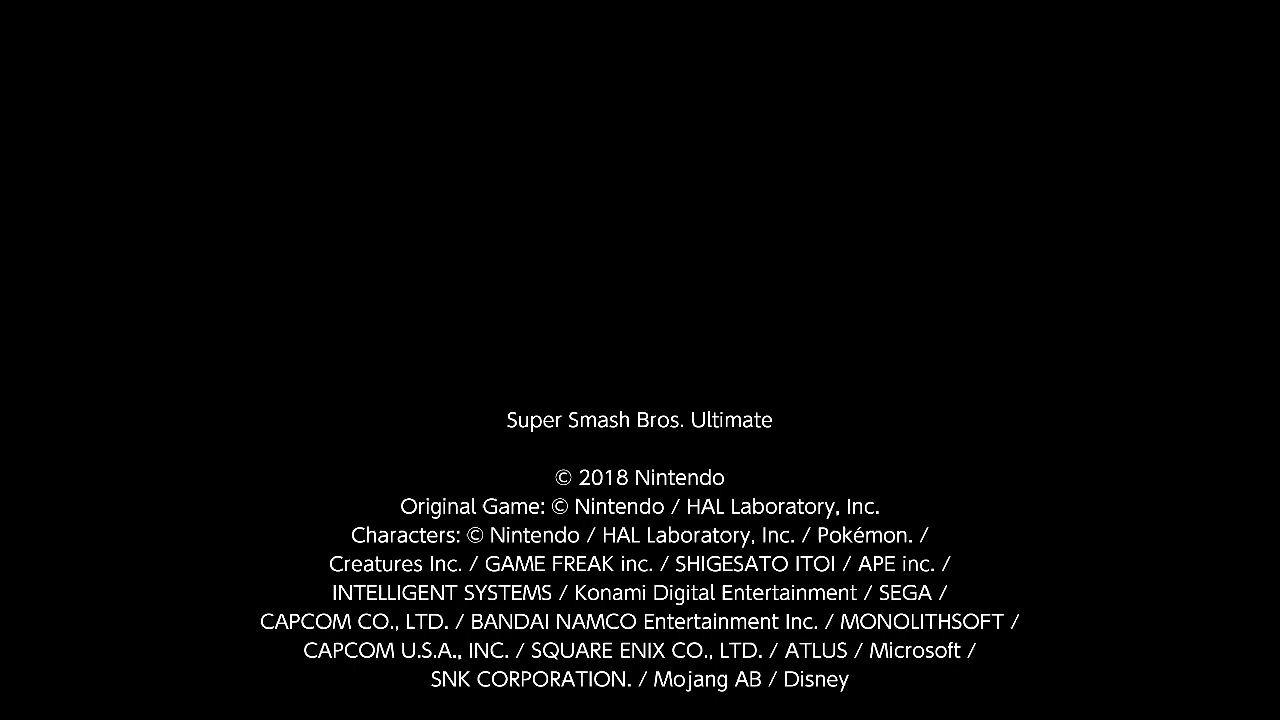 Super Smash Bros. Ultimate
© 2018 Nintendo
Original Game: © Nintendo / HAL Laboratory, Inc.
Characters: © Nintendo / HAL Laboratory, Inc. / Pokémon. /
Creatures Inc. / GAME FREAK inc. / SHIGESATO ITOI / APE inc. /
INTELLIGENT SYSTEMS / Konami Digital Entertainment / SEGA /
CAPCOM CO., LTD. / BANDAI NAMCO Entertainment Inc. / MONOLITHSOFT /
CAPCOM U.S.A., INC. / SQUARE ENIX CO., LTD. / ATLUS / Microsoft /
SNK CORPORATION. / Mojang AB / Disney